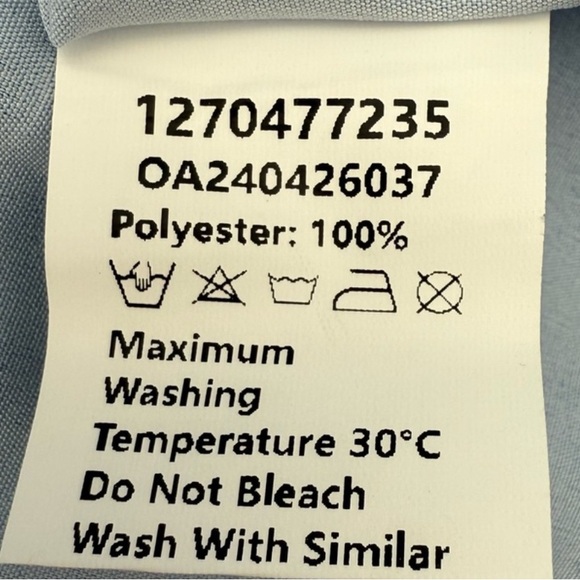 1270477235
OA240426037
Polyester: 100%
Maximum
Washing
Temperature 30°C
Do Not Bleach
Wash With Similar